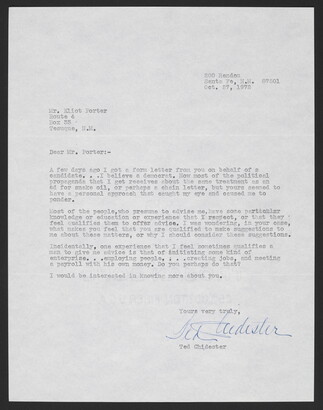 Santa Fe, N.M. 87501
Oct. 27, 1975
Mr. Eliot Porter
Route 4
Box 33
Tesuque, N.M.
Dear Mr. Porter:-
A few days ago I got a form letter from you on behalf of a
candidate. . . I believe a democrat. Now most of the political
propaganda that I get receives about the same treatment as an
ad for snake oil, or perhaps a chain letter, but yours seemed to
have a personal approach that caught my eye and caused me to
ponder.
Most of the people,who presume to advise me,have some particular
knowledge or education or experience that I respect, or that they
feel qualifies them to offer advice. I was wondering, in your case,
what makes you feel that you are qualified to make suggestions to
me about these matters, or why I should consider these suggestions.
Insidentally, one experience that I feel sometimes qualifies a
man to give me advice is that of initiating some kind of
enterprise. . .employing people, . . .creating jobs, and meeting
a payroll with his own money. Do you perhaps do that?
I would be interested in knowing more about you.
Yours very truly,
Ted Chidester
Ted Chidester